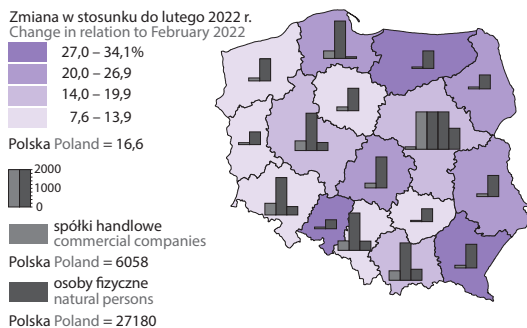 Zmiana w stosunku do lutego 2022 r.
Change in relation to February 2022
27,0 – 34,1%
20,0 – 26,9
14,0 – 19,9
7,6 – 13,9
Polska Poland = 16,6
2000
1000
0
spółki handlowe
commercial companies
Polska Poland = 6058
osoby fizyczne
natural persons
Polska Poland = 27180